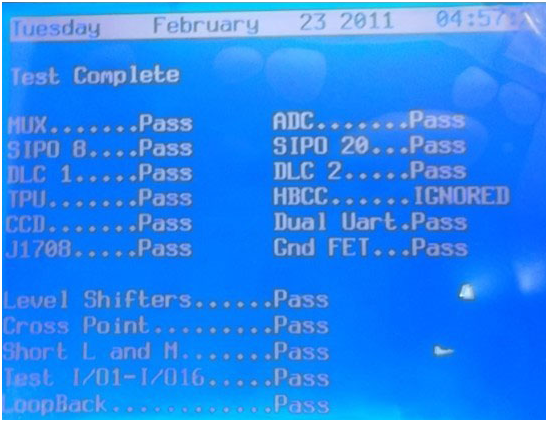 Tuesday February 23 2011 04:57:
Test Complete
MUX.......Pass ADC.......Pass
SIPO 8....Pass SIPO 20...Pass
DLC 1.....Pass DLC 2.....Pass
TPU.......Pass HBCC......IGNORED
CCD.......Pass Dual Uart.Pass
J1708.....Pass Gnd FET...Pass
Level Shifters......Pass
Cross Point.........Pass
Short L and H.......Pass
Test I/O1-I/O16.....Pass
LoopBack............Pass